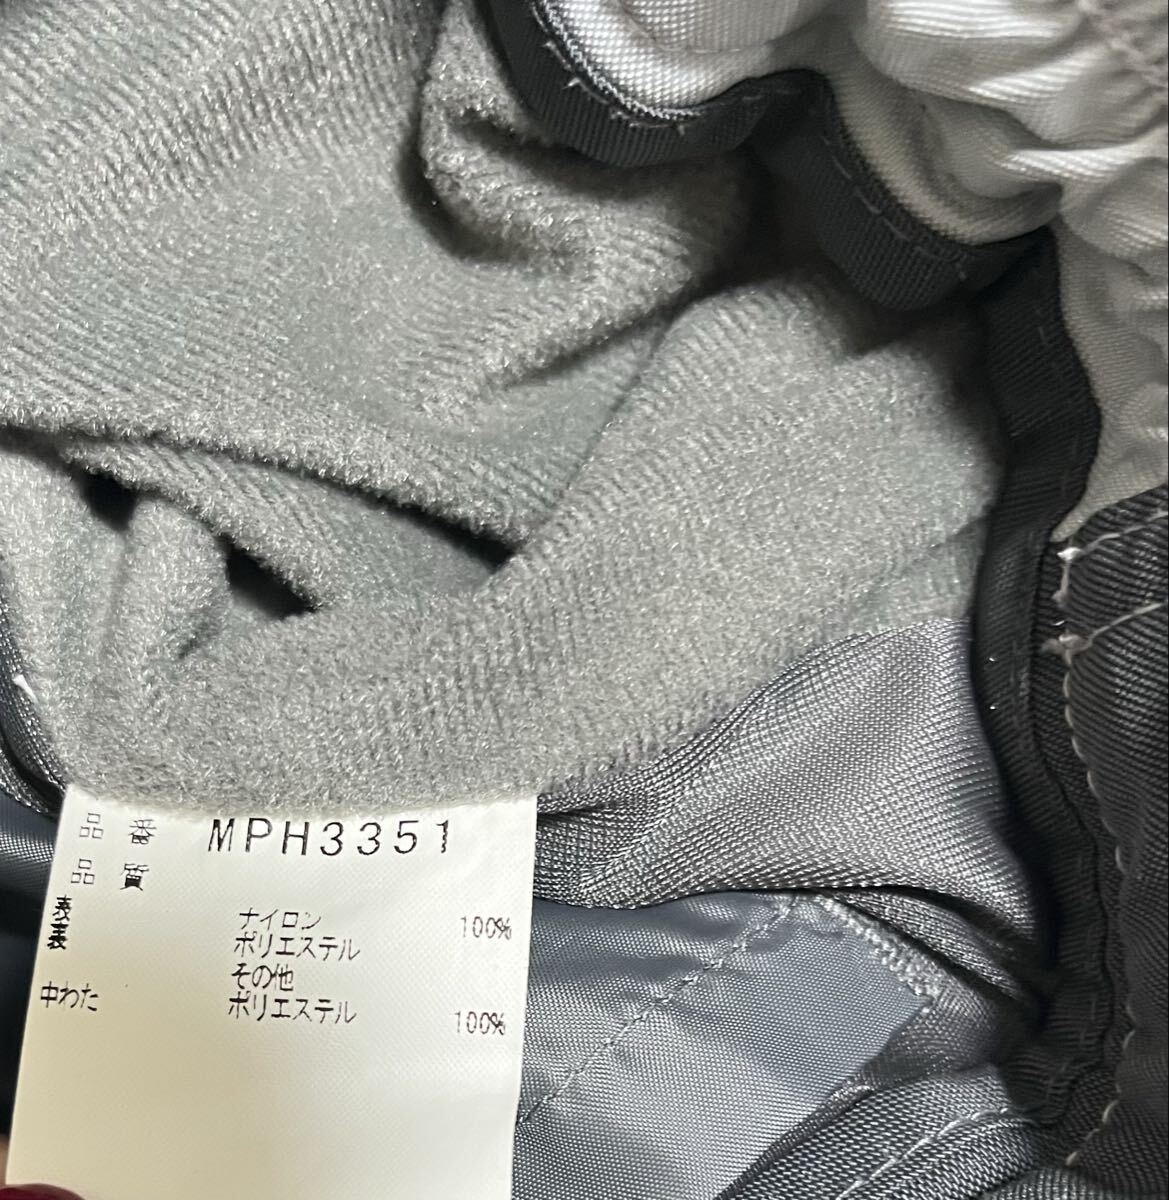 品番 MPH3351
品質
表 ナイロン 100%
表 ポリエステル
その他
中わた ポリエステル 100%